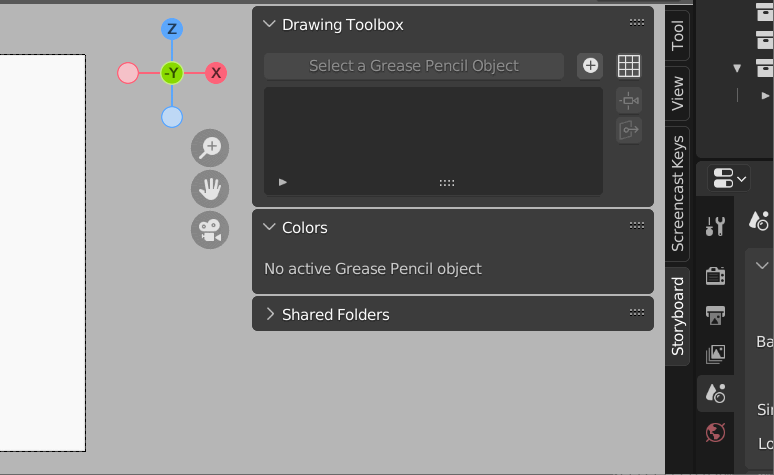 Drawing Toolbox
Select a Grease Pencil Object
Colors
No active Grease Pencil object
Shared Folders
Z
-Y
X
Tool
View
Screencast Keys
Storyboard
Ba
Si
Lo